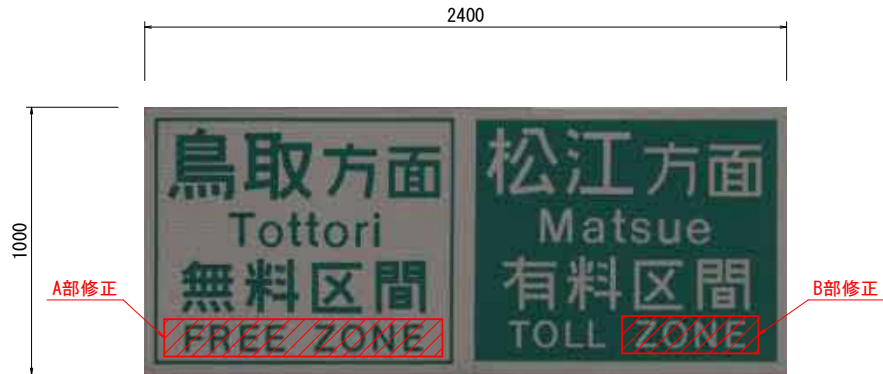 2400
1000
鳥取方面
Tottori
無料区間
FREE ZONE
松江方面
Matsue
有料区間
TOLL ZONE
A部修正
B部修正